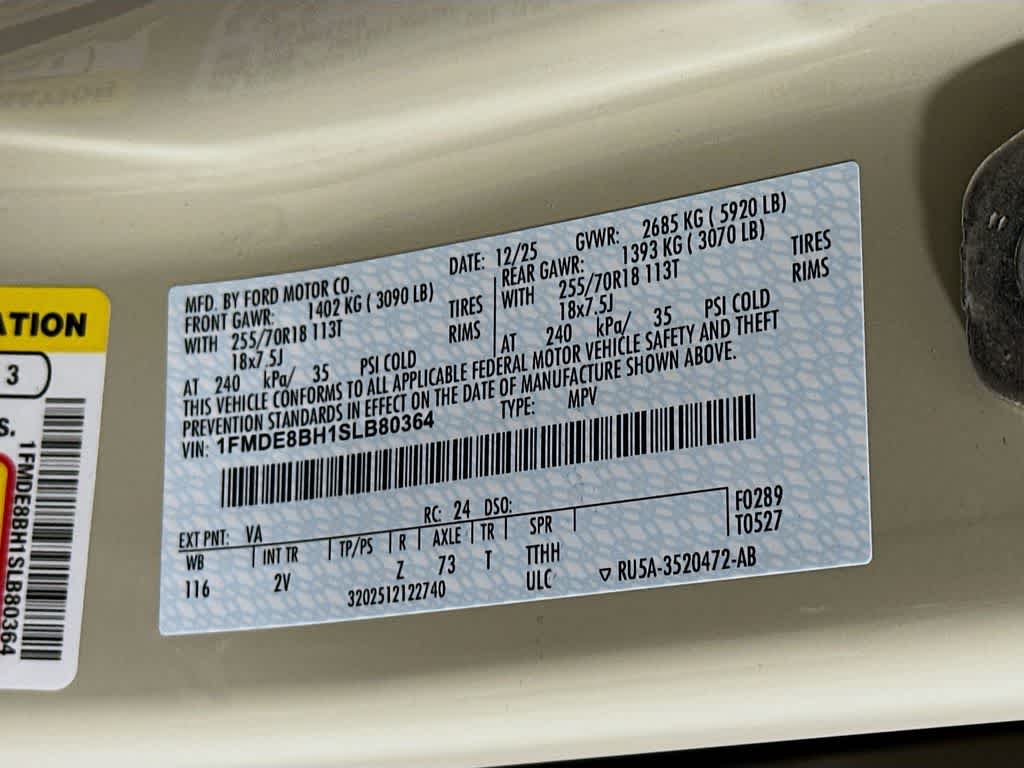 MFD. BY FORD MOTOR CO.
DATE: 12/25
GVWR: 2685 KG ( 5920 LB)
FRONT GAWR: 1402 KG ( 3090 LB)
WITH 255/70R18 113T TIRES
18x7.5J RIMS
AT 240 kPa/ 35 PSI COLD
REAR GAWR: 1393 KG ( 3070 LB)
WITH 255/70R18 113T TIRES
18x7.5J RIMS
AT 240 kPa/ 35 PSI COLD
THIS VEHICLE CONFORMS TO ALL APPLICABLE FEDERAL MOTOR VEHICLE SAFETY AND THEFT
PREVENTION STANDARDS IN EFFECT ON THE DATE OF MANUFACTURE SHOWN ABOVE.
VIN: 1FMDE8BH1SLB80364 TYPE: MPV
EXT PNT: VA RC: 24 DSO: F0289
WB INT TR TP/PS R AXLE TR SPR T0527
116 2V Z 73 T TTHH
3202512122740 ULC ▽ RU5A-3520472-AB
ATION
3
S.
1FMDE8BH1SLB80364